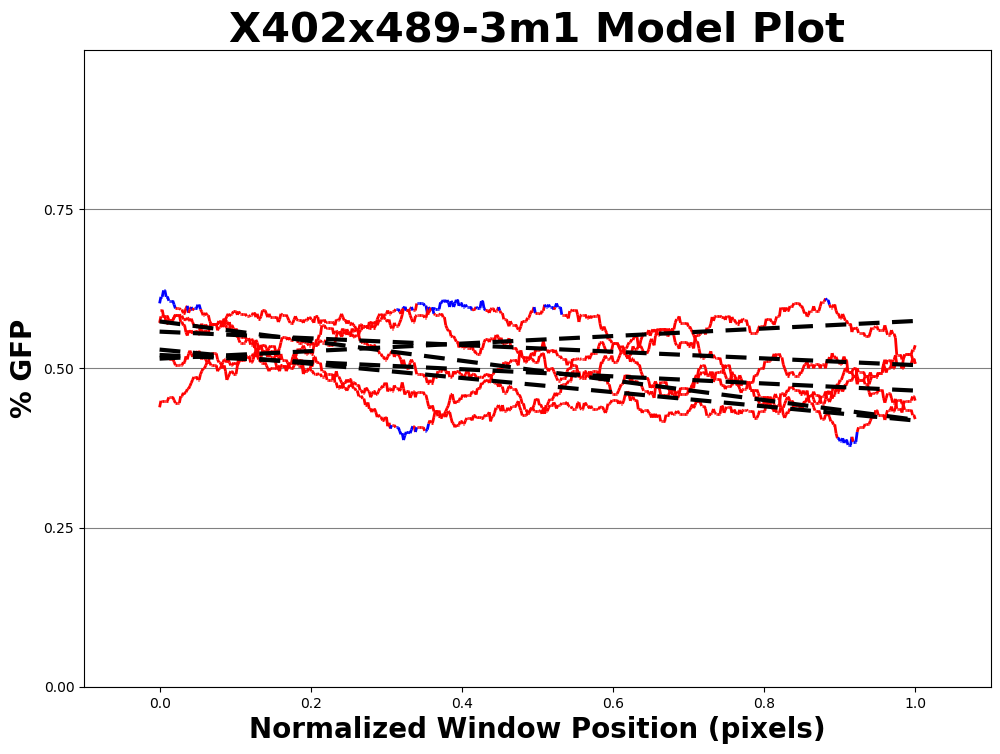 X402x489-3m1 Model Plot
% GFP
0.75
0.50
0.25
0.00
0.0 0.2 0.4 0.6 0.8 1.0
Normalized Window Position (pixels)